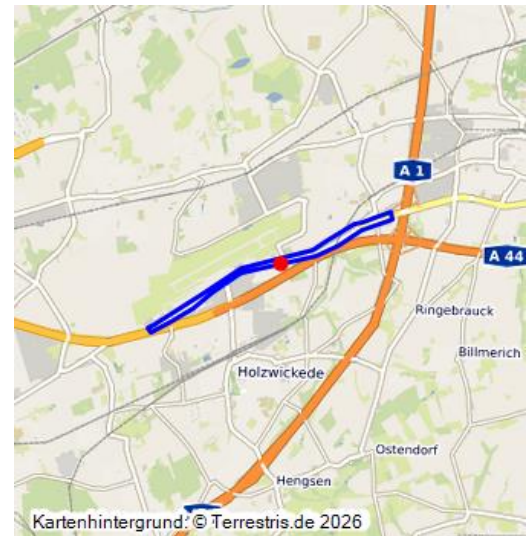 A 1
A 44
Ringebrauck
Billmerich
Holzwickede
Ostendorf
Hengsen
Kartenhintergrund: © Terrestris.de 2026